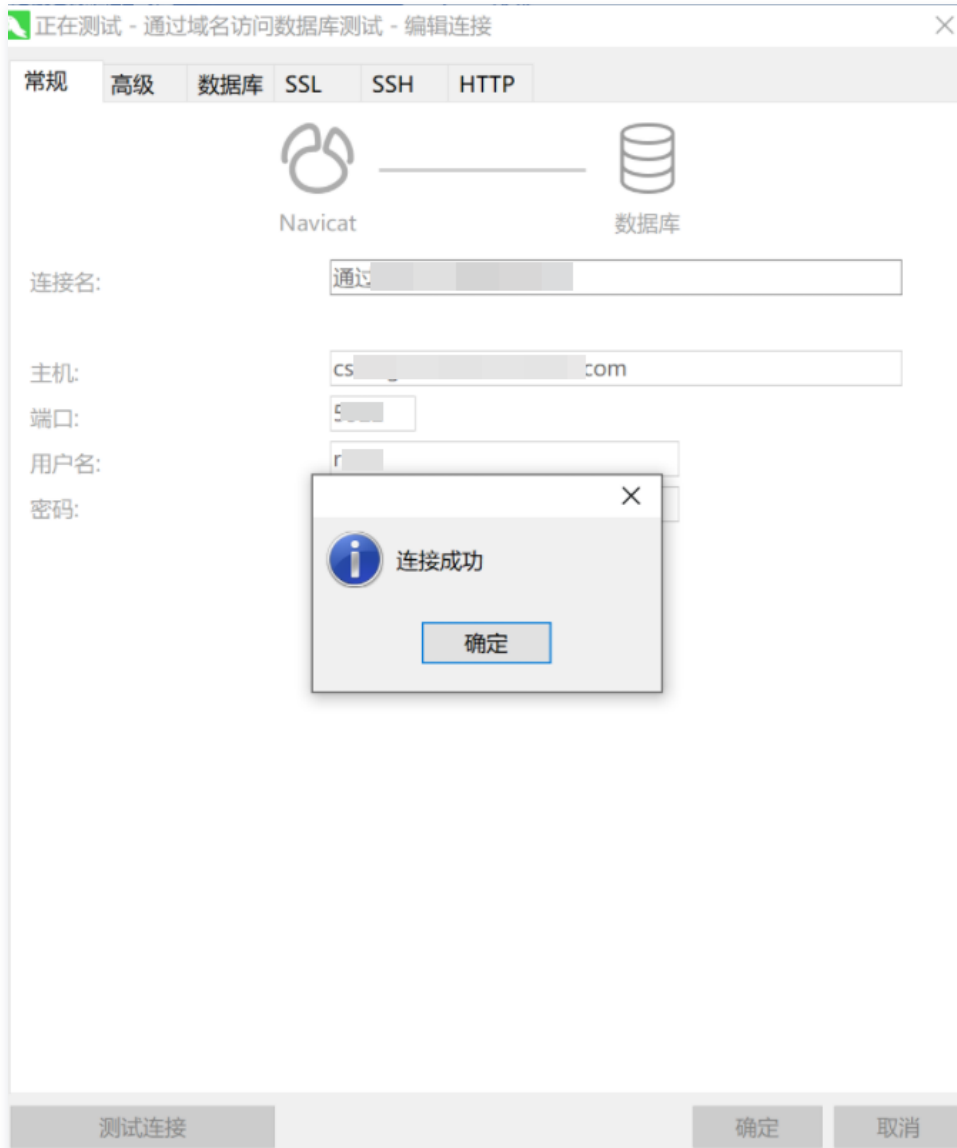 正在测试 - 通过域名访问数据库测试 - 编辑连接
常规 高级 数据库 SSL SSH HTTP
Navicat 数据库
连接名: 通过
主机: cs com
端口: 5
用户名: r
密码:
连接成功
确定
测试连接 确定 取消